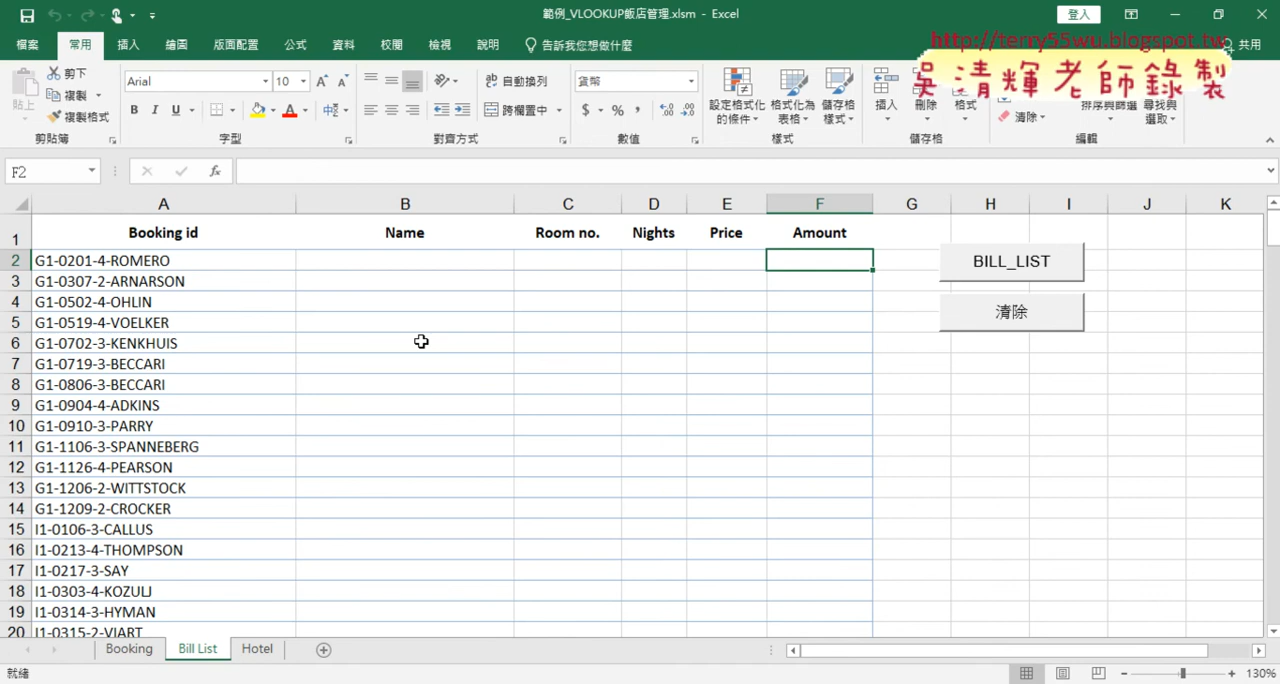 範例_VLOOKUP飯店管理.xlsm - Excel
登入
檔案 常用 插入 繪圖 版面配置 公式 資料 校閱 檢視 說明 告訴我您想做什麼 共用
http://terry55wu.blogspot.tw
吳清輝老師錄製
貼上 剪下 複製 複製格式 剪貼簿
Arial 10 B I U A 字型
自動換列 跨欄置中 對齊方式
貨幣 $ % 數值
設定格式化的條件 格式化為表格 儲存格樣式 樣式
插入 刪除 格式 儲存格
清除 排序與篩選 尋找與選取 編輯
F2 fx
A B C D E F G H I J K
1 Booking id Name Room no. Nights Price Amount
2 G1-0201-4-ROMERO
3 G1-0307-2-ARNARSON
4 G1-0502-4-OHLIN
5 G1-0519-4-VOELKER
6 G1-0702-3-KENKHUIS
7 G1-0719-3-BECCARI
8 G1-0806-3-BECCARI
9 G1-0904-4-ADKINS
10 G1-0910-3-PARRY
11 G1-1106-3-SPANNEBERG
12 G1-1126-4-PEARSON
13 G1-1206-2-WITTSTOCK
14 G1-1209-2-CROCKER
15 I1-0106-3-CALLUS
16 I1-0213-4-THOMPSON
17 I1-0217-3-SAY
18 I1-0303-4-KOZULJ
19 I1-0314-3-HYMAN
20 I1-0315-2-VIART
BILL_LIST
清除
Booking Bill List Hotel
就緒 130%